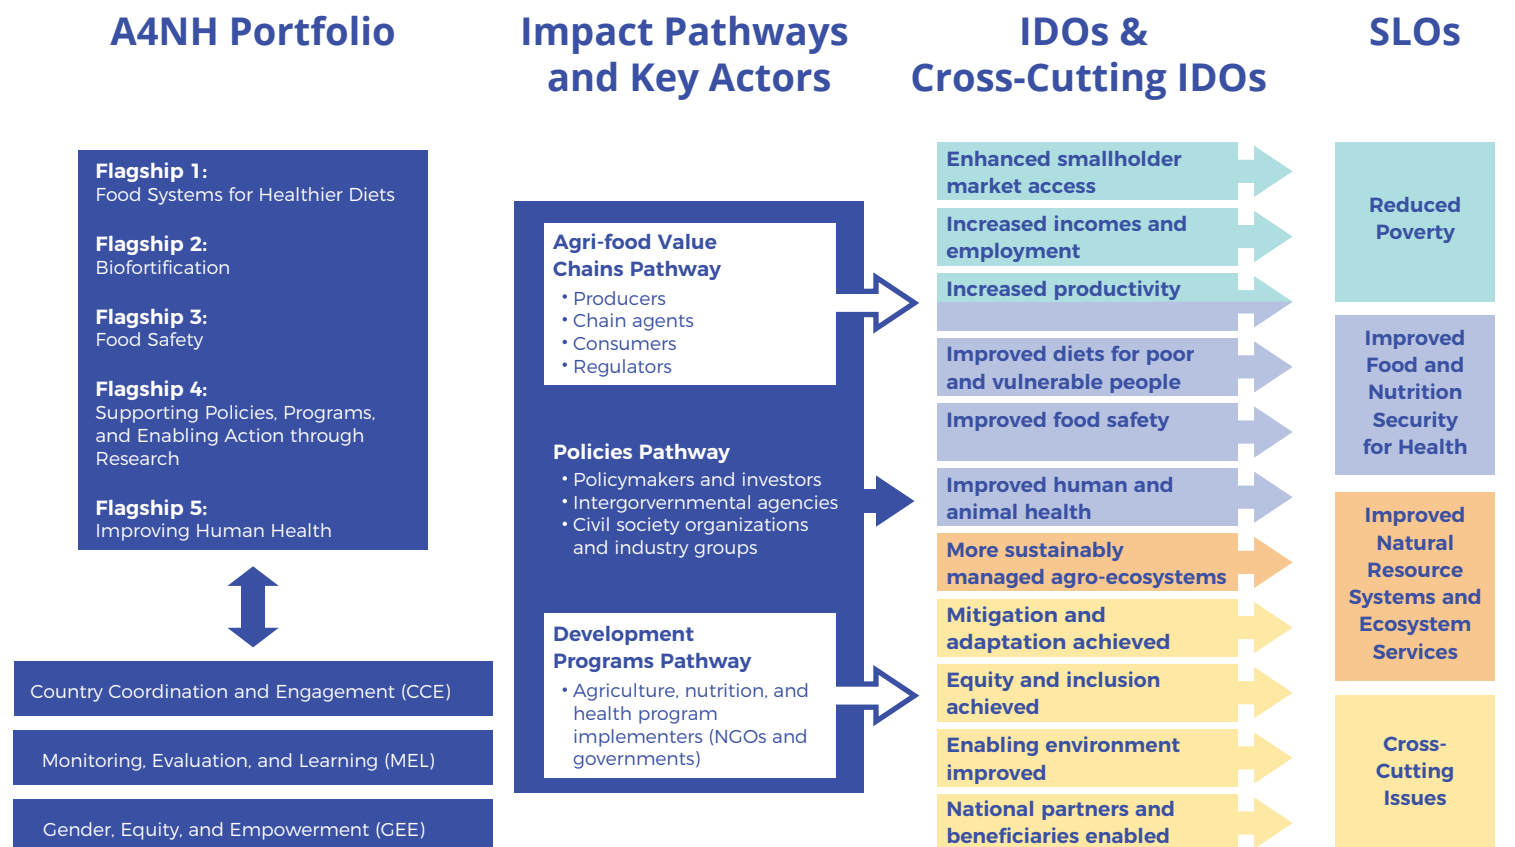 A4NH Portfolio
Flagship 1:
Food Systems for Healthier Diets
Flagship 2:
Biofortification
Flagship 3:
Food Safety
Flagship 4:
Supporting Policies, Programs,
and Enabling Action through
Research
Flagship 5:
Improving Human Health
Country Coordination and Engagement (CCE)
Monitoring, Evaluation, and Learning (MEL)
Gender, Equity, and Empowerment (GEE)
Impact Pathways
and Key Actors
Agri-food Value
Chains Pathway
• Producers
• Chain agents
• Consumers
• Regulators
Policies Pathway
• Policymakers and investors
• Intergorvernmental agencies
• Civil society organizations
and industry groups
Development
Programs Pathway
• Agriculture, nutrition, and
health program
implementers (NGOs and
governments)
IDOs &
Cross-Cutting IDOs
Enhanced smallholder
market access
Increased incomes and
employment
Increased productivity
Improved diets for poor
and vulnerable people
Improved food safety
Improved human and
animal health
More sustainably
managed agro-ecosystems
Mitigation and
adaptation achieved
Equity and inclusion
achieved
Enabling environment
improved
National partners and
beneficiaries enabled
SLOs
Reduced
Poverty
Improved
Food and
Nutrition
Security
for Health
Improved
Natural
Resource
Systems and
Ecosystem
Services
Cross-
Cutting
Issues